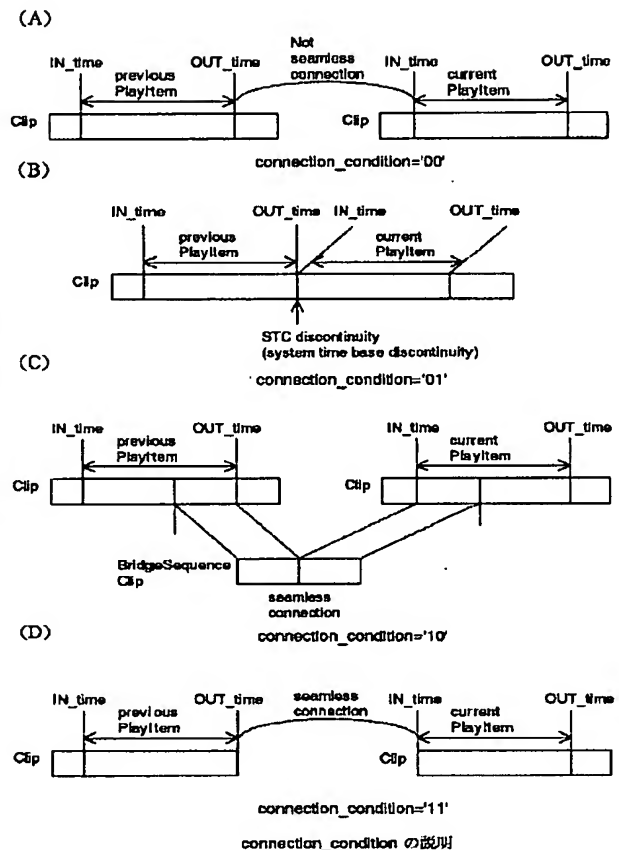 (A)
Not
seamless
connection
IN_time
OUT_time
IN_time
OUT_time
previous
PlayItem
current
PlayItem
Clip
Clip
connection_condition='00'
(B)
IN_time
OUT_time
IN_time
OUT_time
previous
PlayItem
current
PlayItem
Clip
STC discontinuity
(system time base discontinuity)
(C)
connection_condition='01'
IN_time
previous
PlayItem
OUT_time
IN_time
current
PlayItem
OUT_time
Clip
Clip
BridgeSequence
Clip
seamless
connection
(D)
connection_condition='10'
IN_time
previous
PlayItem
OUT_time
seamless
connection
IN_time
current
PlayItem
OUT_time
Clip
Clip
connection_condition='11'
connection_condition の説明